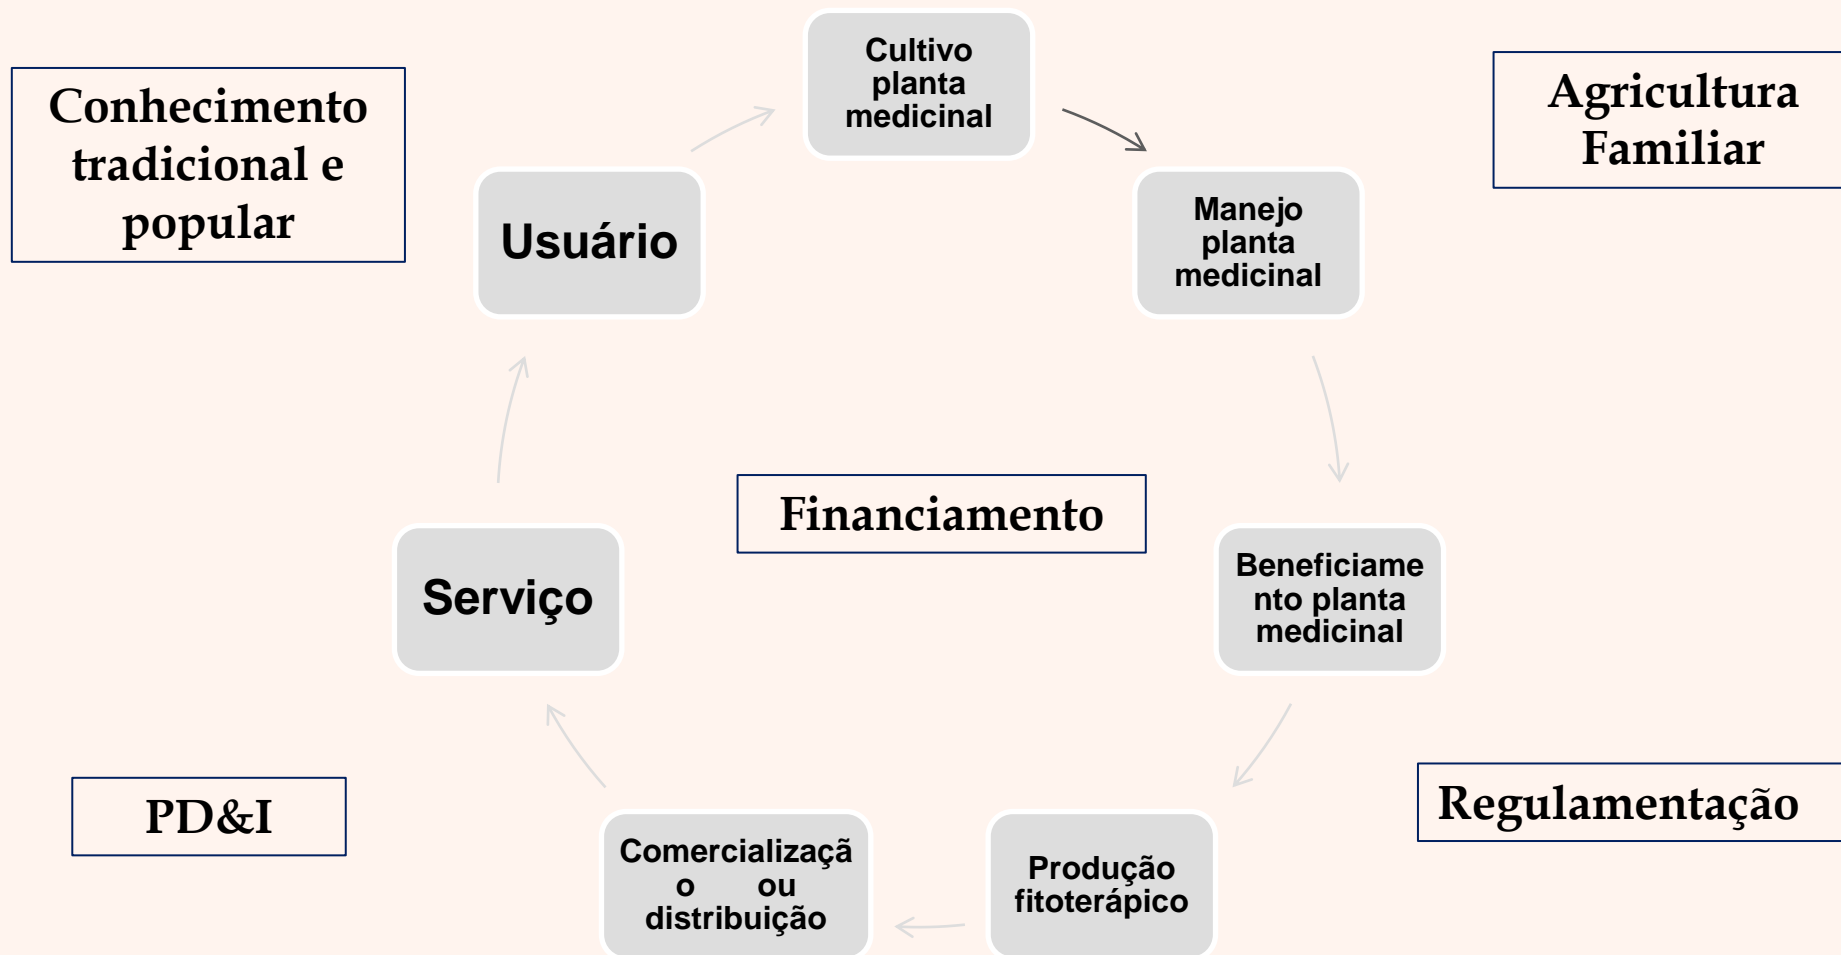 Cultivo
planta
medicinal
Conhecimento
tradicional e
popular
Agricultura
Familiar
Usuário
Manejo
planta
medicinal
Financiamento
Serviço
Beneficiame
nto planta
medicinal
PD&I
Regulamentação
Comercializaçã
o ou
distribuição
Produção
fitoterápico